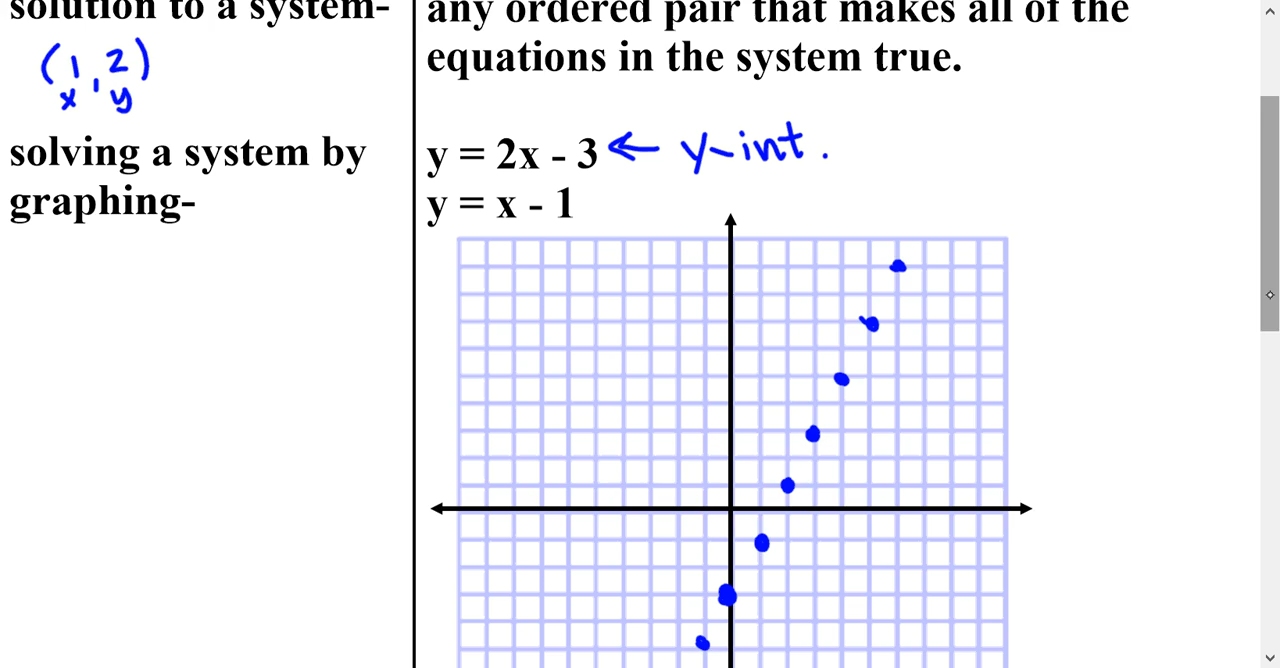 solution to a system-
(1, 2)
x, y
solving a system by
graphing-
any ordered pair that makes all of the
equations in the system true.
y = 2x - 3 ← y-int.
y = x - 1